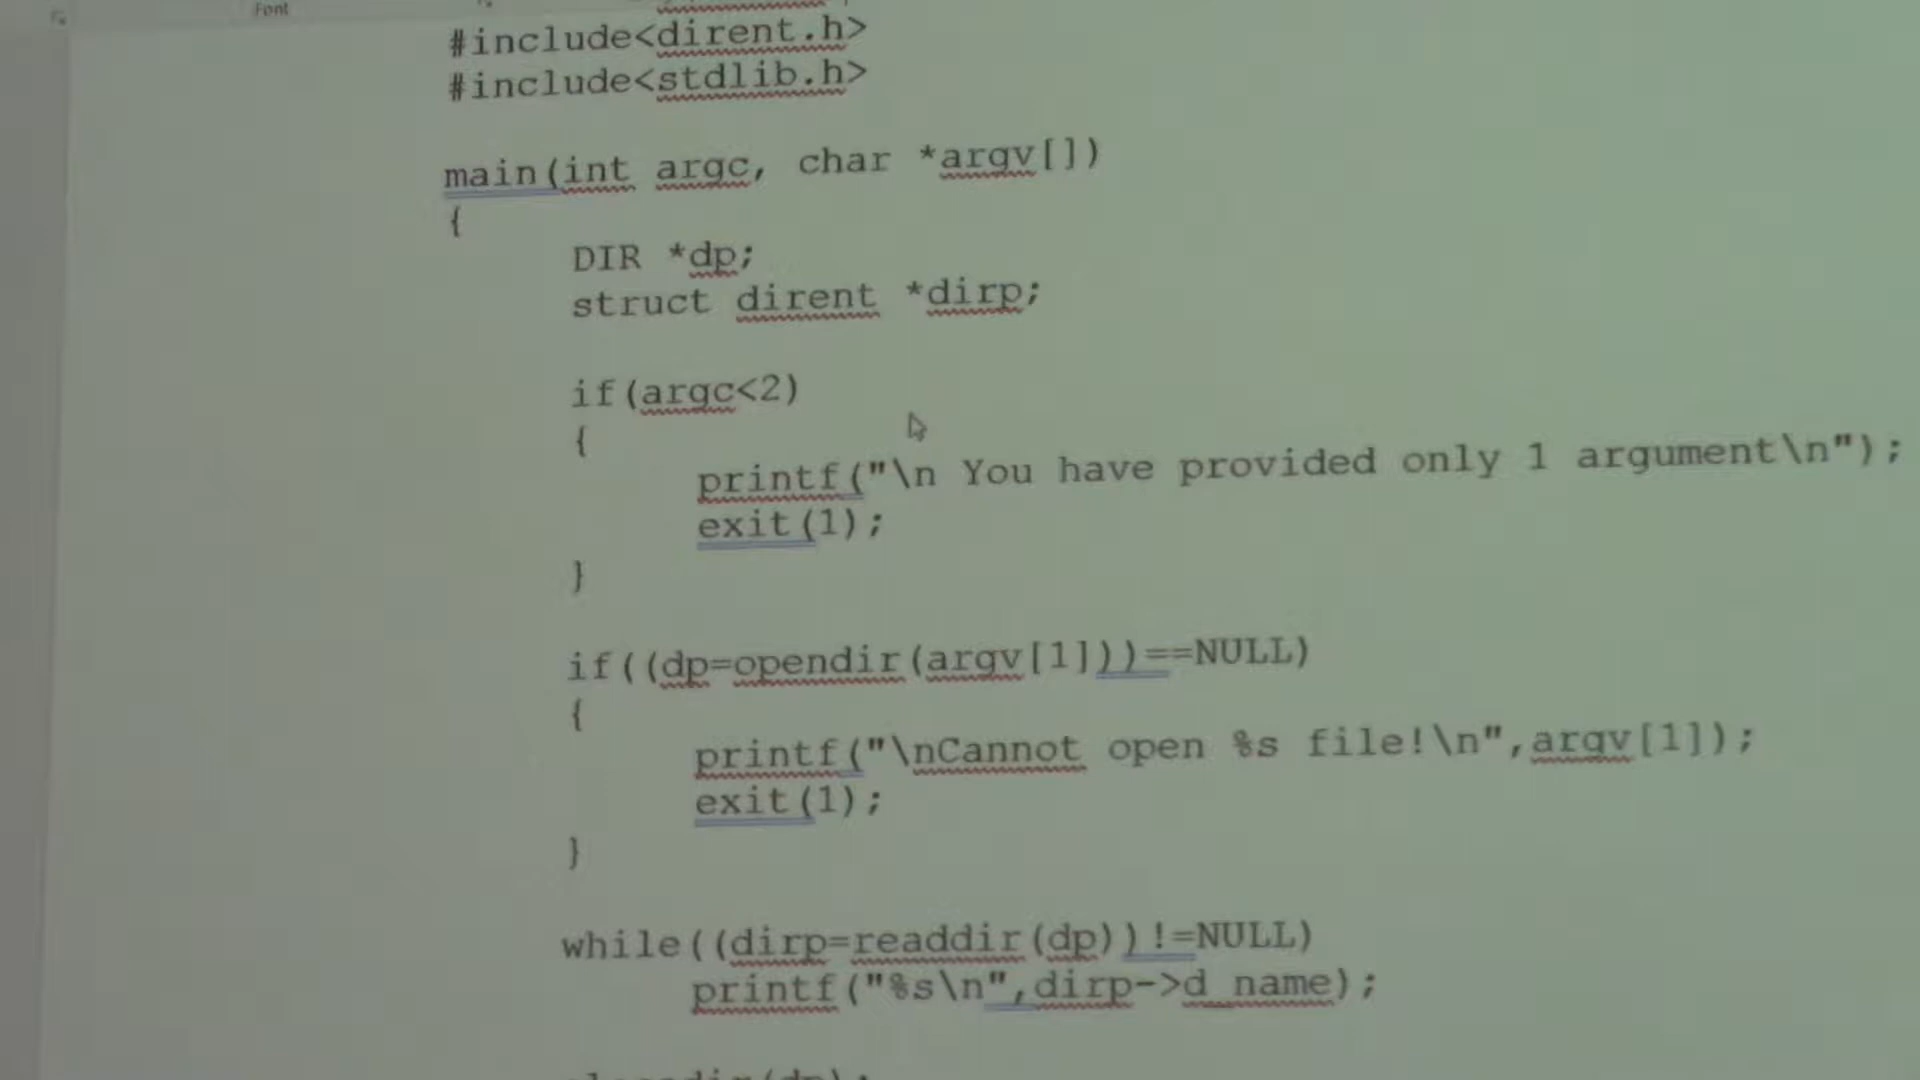 Font
#include<dirent.h>
#include<stdlib.h>
main(int argc, char *argv[])
{
DIR *dp;
struct dirent *dirp;
if(argc<2)
{
printf("\n You have provided only 1 argument\n");
exit(1);
}
if((dp=opendir(argv[1]))==NULL)
{
printf("\nCannot open %s file!\n",argv[1]);
exit(1);
}
while((dirp=readdir(dp))!=NULL)
printf("%s\n",dirp->d_name);